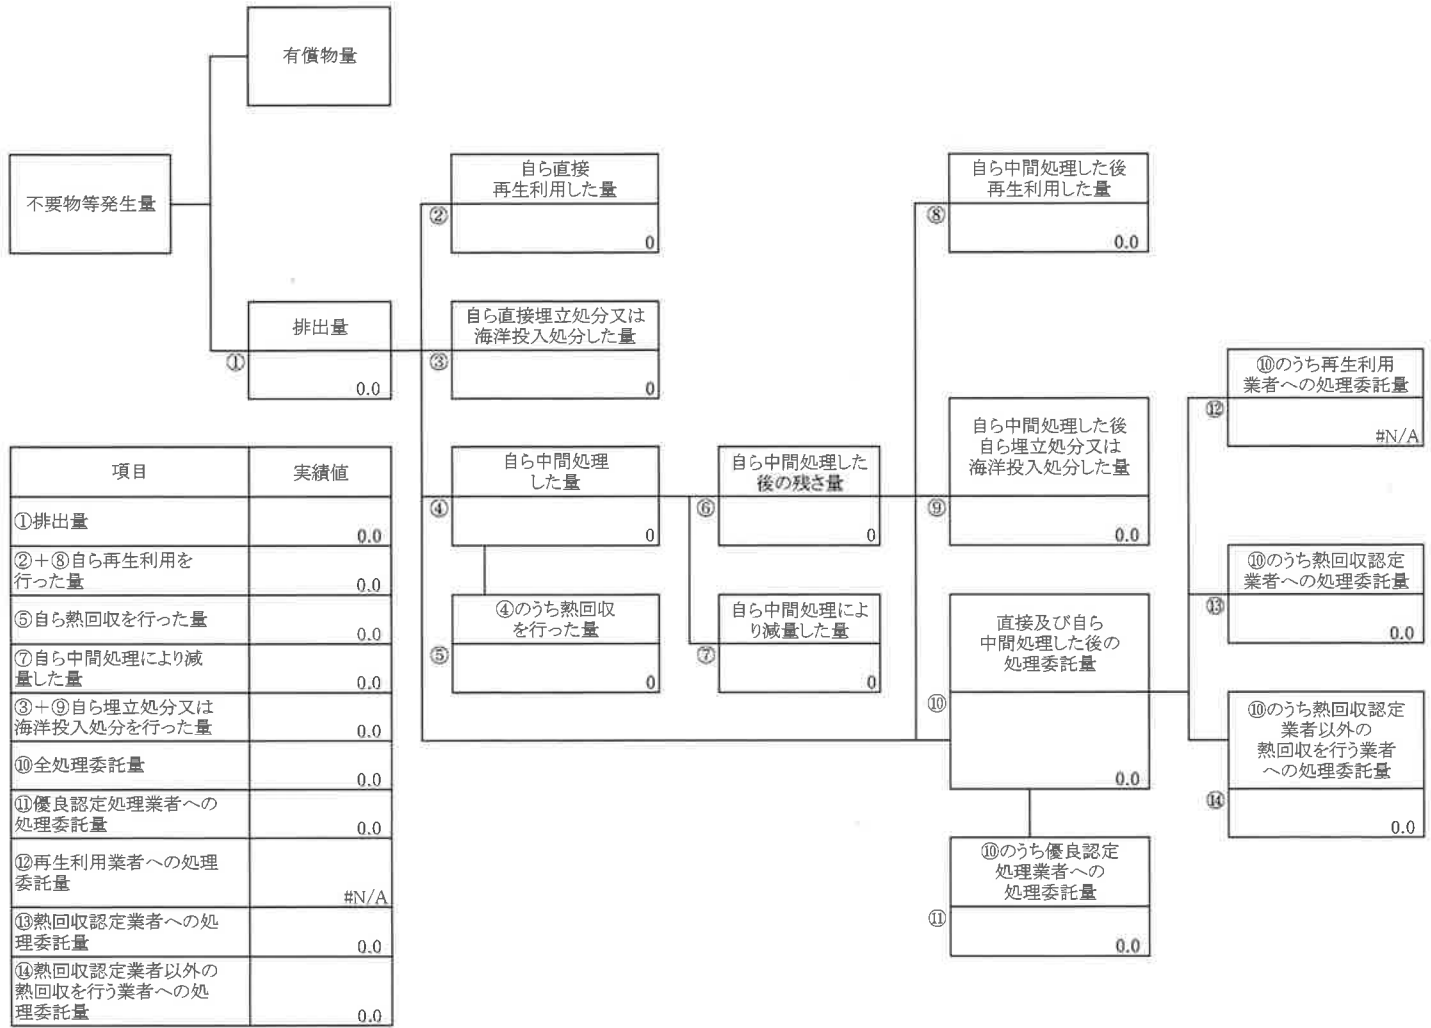 有償物量
不要物等発生量
排出量
①
0.0
自ら直接
再生利用した量
②
0
自ら直接埋立処分又は
海洋投入処分した量
③
0
自ら中間処理
した量
④
0
④のうち熱回収
を行った量
⑤
0
自ら中間処理した
後の残さ量
⑥
0
自ら中間処理によ
り減量した量
⑦
0
自ら中間処理した後
再生利用した量
⑧
0.0
自ら中間処理した後
自ら埋立処分又は
海洋投入処分した量
⑨
0.0
直接及び自ら
中間処理した後の
処理委託量
⑩
0.0
⑩のうち優良認定
処理業者への
処理委託量
⑪
0.0
⑩のうち再生利用
業者への処理委託量
⑫
#N/A
⑩のうち熱回収認定
業者への処理委託量
⑬
0.0
⑩のうち熱回収認定
業者以外の
熱回収を行う業者
への処理委託量
⑭
0.0
項目 実績値
①排出量
0.0
②＋⑧自ら再生利用を
行った量 0.0
⑤自ら熱回収を行った量
0.0
⑦自ら中間処理により減
量した量 0.0
③＋⑨自ら埋立処分又は
海洋投入処分を行った量 0.0
⑩全処理委託量
0.0
⑪優良認定処理業者への
処理委託量 0.0
⑫再生利用業者への処理
委託量
#N/A
⑬熱回収認定業者への処
理委託量 0.0
⑭熱回収認定業者以外の
熱回収を行う業者への処
理委託量 0.0